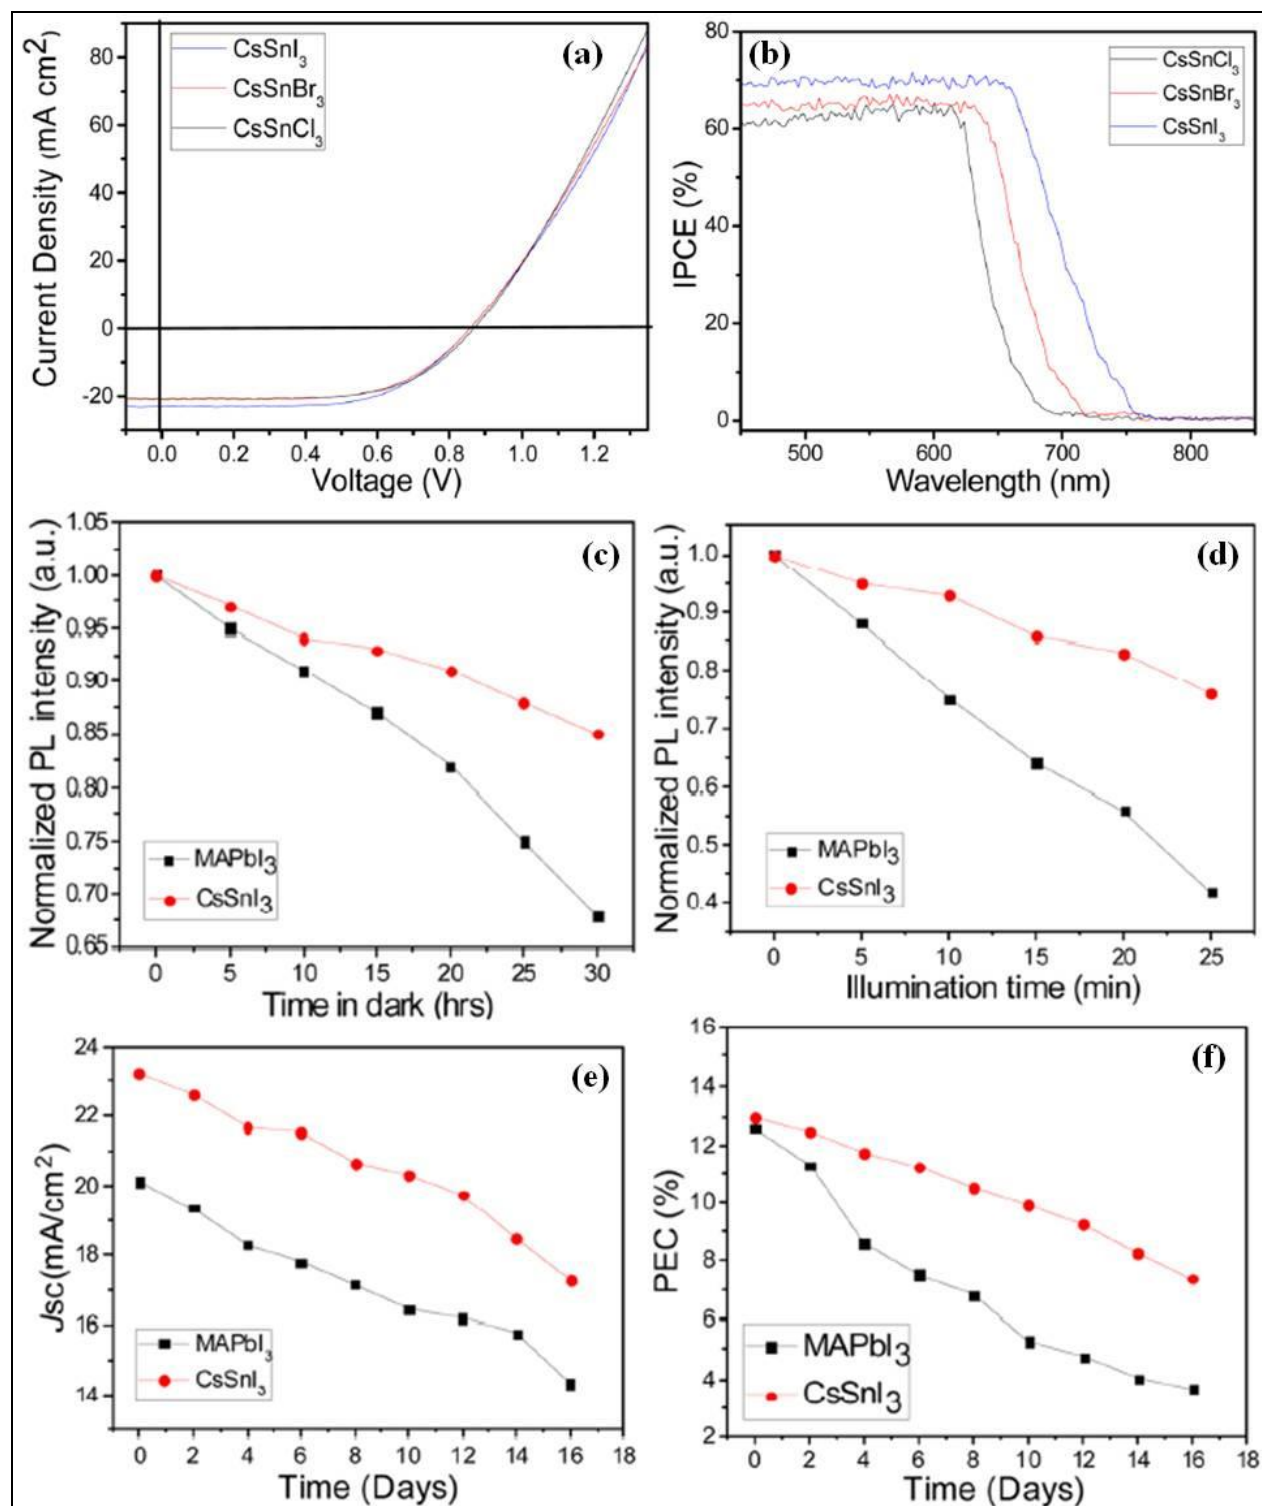 (a)
CsSnI₃
CsSnBr₃
CsSnCl₃
Current Density (mA cm²)
80
60
40
20
0
-20
0.0 0.2 0.4 0.6 0.8 1.0 1.2
Voltage (V)
(b)
CsSnCl₃
CsSnBr₃
CsSnI₃
IPCE (%)
80
60
40
20
0
500 600 700 800
Wavelength (nm)
(c)
Normalized PL intensity (a.u.)
1.05
1.00
0.95
0.90
0.85
0.80
0.75
0.70
0.65
MAPbI₃
CsSnI₃
0 5 10 15 20 25 30
Time in dark (hrs)
(d)
Normalized PL intensity (a.u.)
1.0
0.9
0.8
0.7
0.6
0.5
0.4
MAPbI₃
CsSnI₃
0 5 10 15 20 25
Illumination time (min)
(e)
Jsc(mA/cm²)
24
22
20
18
16
14
MAPbI₃
CsSnI₃
0 2 4 6 8 10 12 14 16 18
Time (Days)
(f)
PEC (%)
16
14
12
10
8
6
4
2
MAPbI₃
CsSnI₃
0 2 4 6 8 10 12 14 16 18
Time (Days)